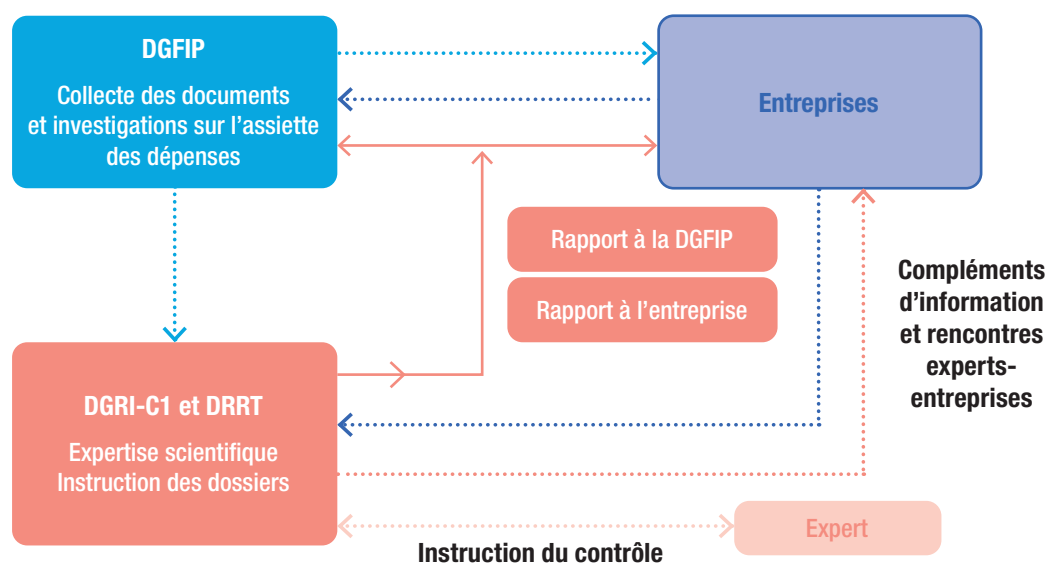 DGFIP
Collecte des documents
et investigations sur l’assiette
des dépenses
Entreprises
Rapport à la DGFIP
Rapport à l’entreprise
Compléments
d’information
et rencontres
experts-
entreprises
DGRI-C1 et DRRT
Expertise scientifique
Instruction des dossiers
Expert
Instruction du contrôle